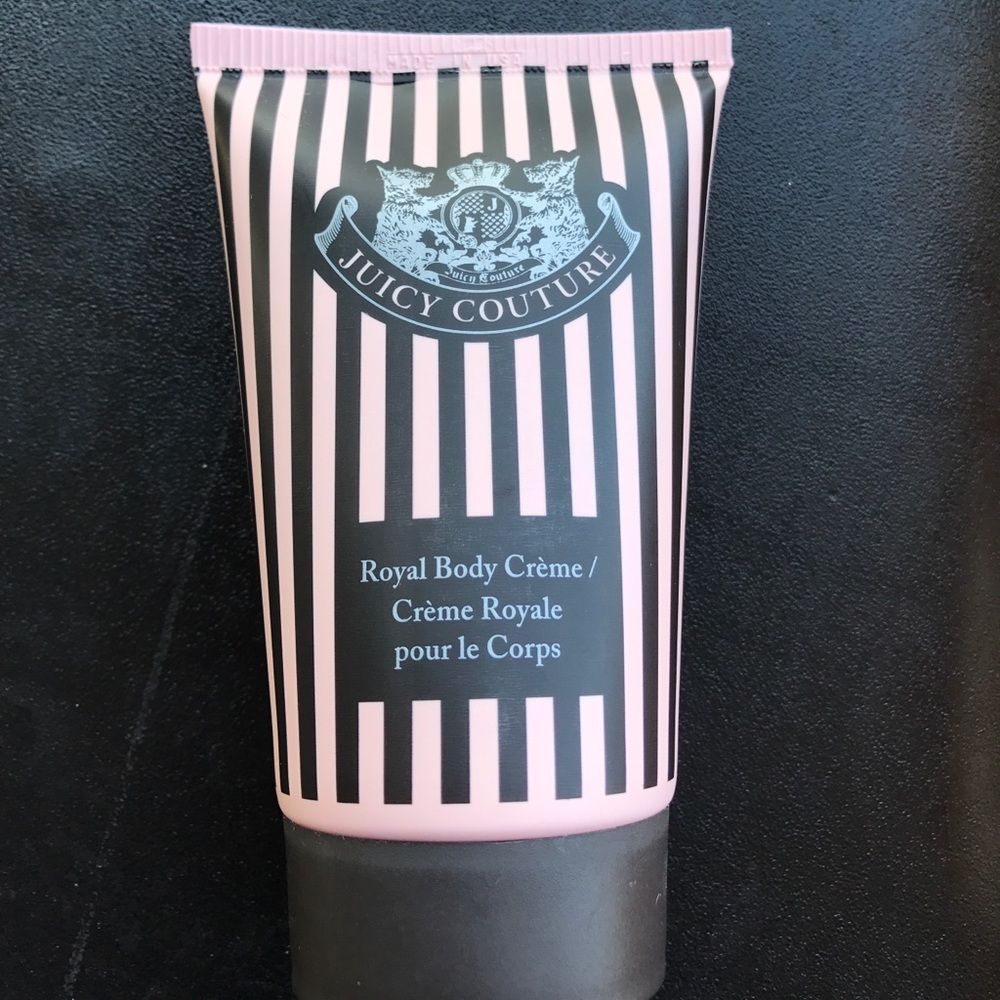 MADE IN USA
J
Juicy Couture
JUICY COUTURE
Royal Body Crème /
Crème Royale
pour le Corps